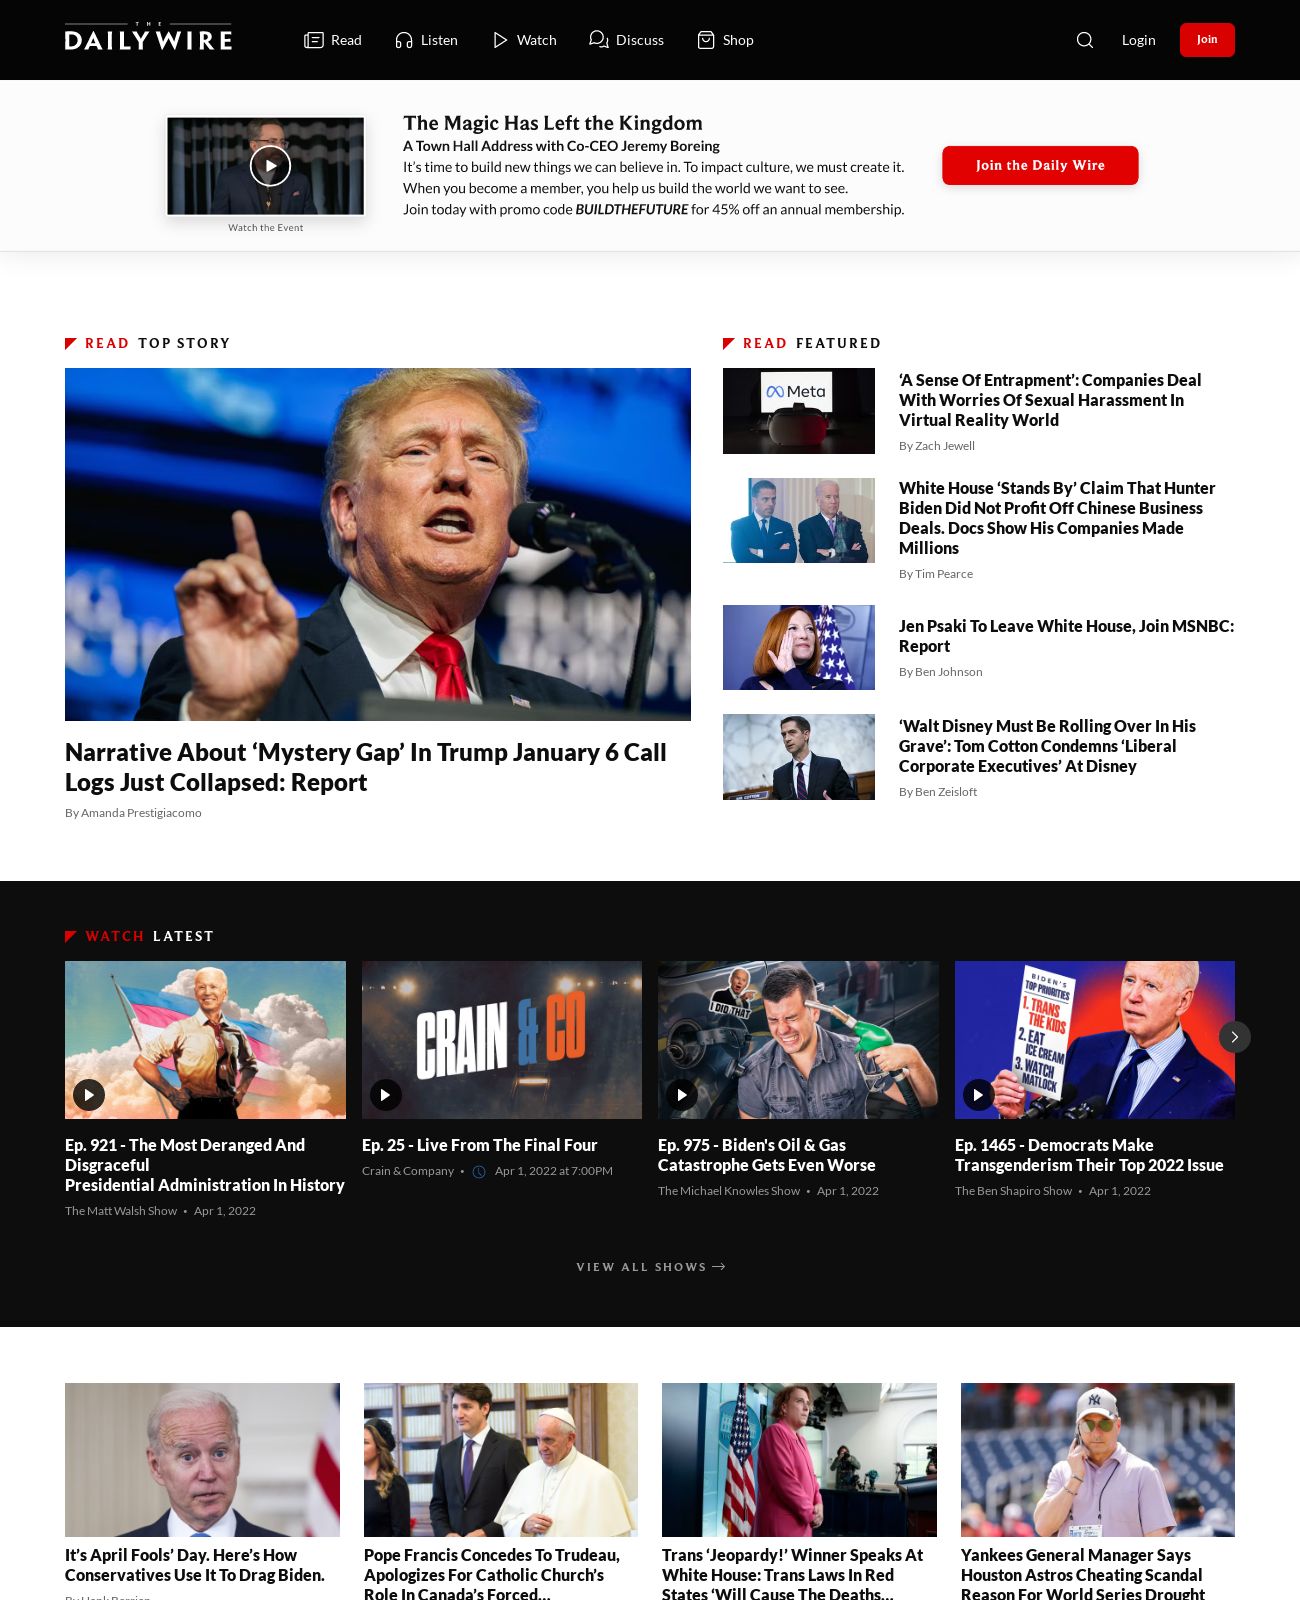 THE
DAILYWIRE
Read
Listen
Watch
Discuss
Shop
Login
Join
The Magic Has Left the Kingdom
A Town Hall Address with Co-CEO Jeremy Boreing
It’s time to build new things we can believe in. To impact culture, we must create it.
When you become a member, you help us build the world we want to see.
Join today with promo code BUILDTHEFUTURE for 45% off an annual membership.
Watch the Event
Join the Daily Wire
READ TOP STORY
Narrative About ‘Mystery Gap’ In Trump January 6 Call
Logs Just Collapsed: Report
By Amanda Prestigiacomo
READ FEATURED
Meta
‘A Sense Of Entrapment’: Companies Deal
With Worries Of Sexual Harassment In
Virtual Reality World
By Zach Jewell
White House ‘Stands By’ Claim That Hunter
Biden Did Not Profit Off Chinese Business
Deals. Docs Show His Companies Made
Millions
By Tim Pearce
Jen Psaki To Leave White House, Join MSNBC:
Report
By Ben Johnson
‘Walt Disney Must Be Rolling Over In His
Grave’: Tom Cotton Condemns ‘Liberal
Corporate Executives’ At Disney
By Ben Zeisloft
WATCH LATEST
Ep. 921 - The Most Deranged And
Disgraceful
Presidential Administration In History
The Matt Walsh Show • Apr 1, 2022
CRAIN & CO
Ep. 25 - Live From The Final Four
Crain & Company • Apr 1, 2022 at 7:00PM
I DID THAT
Ep. 975 - Biden's Oil & Gas
Catastrophe Gets Even Worse
The Michael Knowles Show • Apr 1, 2022
BIDEN'S
TOP PRIORITIES
1. TRANS
THE KIDS
2. EAT
ICE CREAM
3. WATCH
MATLOCK
Ep. 1465 - Democrats Make
Transgenderism Their Top 2022 Issue
The Ben Shapiro Show • Apr 1, 2022
VIEW ALL SHOWS
It’s April Fools’ Day. Here’s How
Conservatives Use It To Drag Biden.
Pope Francis Concedes To Trudeau,
Apologizes For Catholic Church’s
Role In Canada’s Forced…
Trans ‘Jeopardy!’ Winner Speaks At
White House: Trans Laws In Red
States ‘Will Cause The Deaths…
Yankees General Manager Says
Houston Astros Cheating Scandal
Reason For World Series Drought